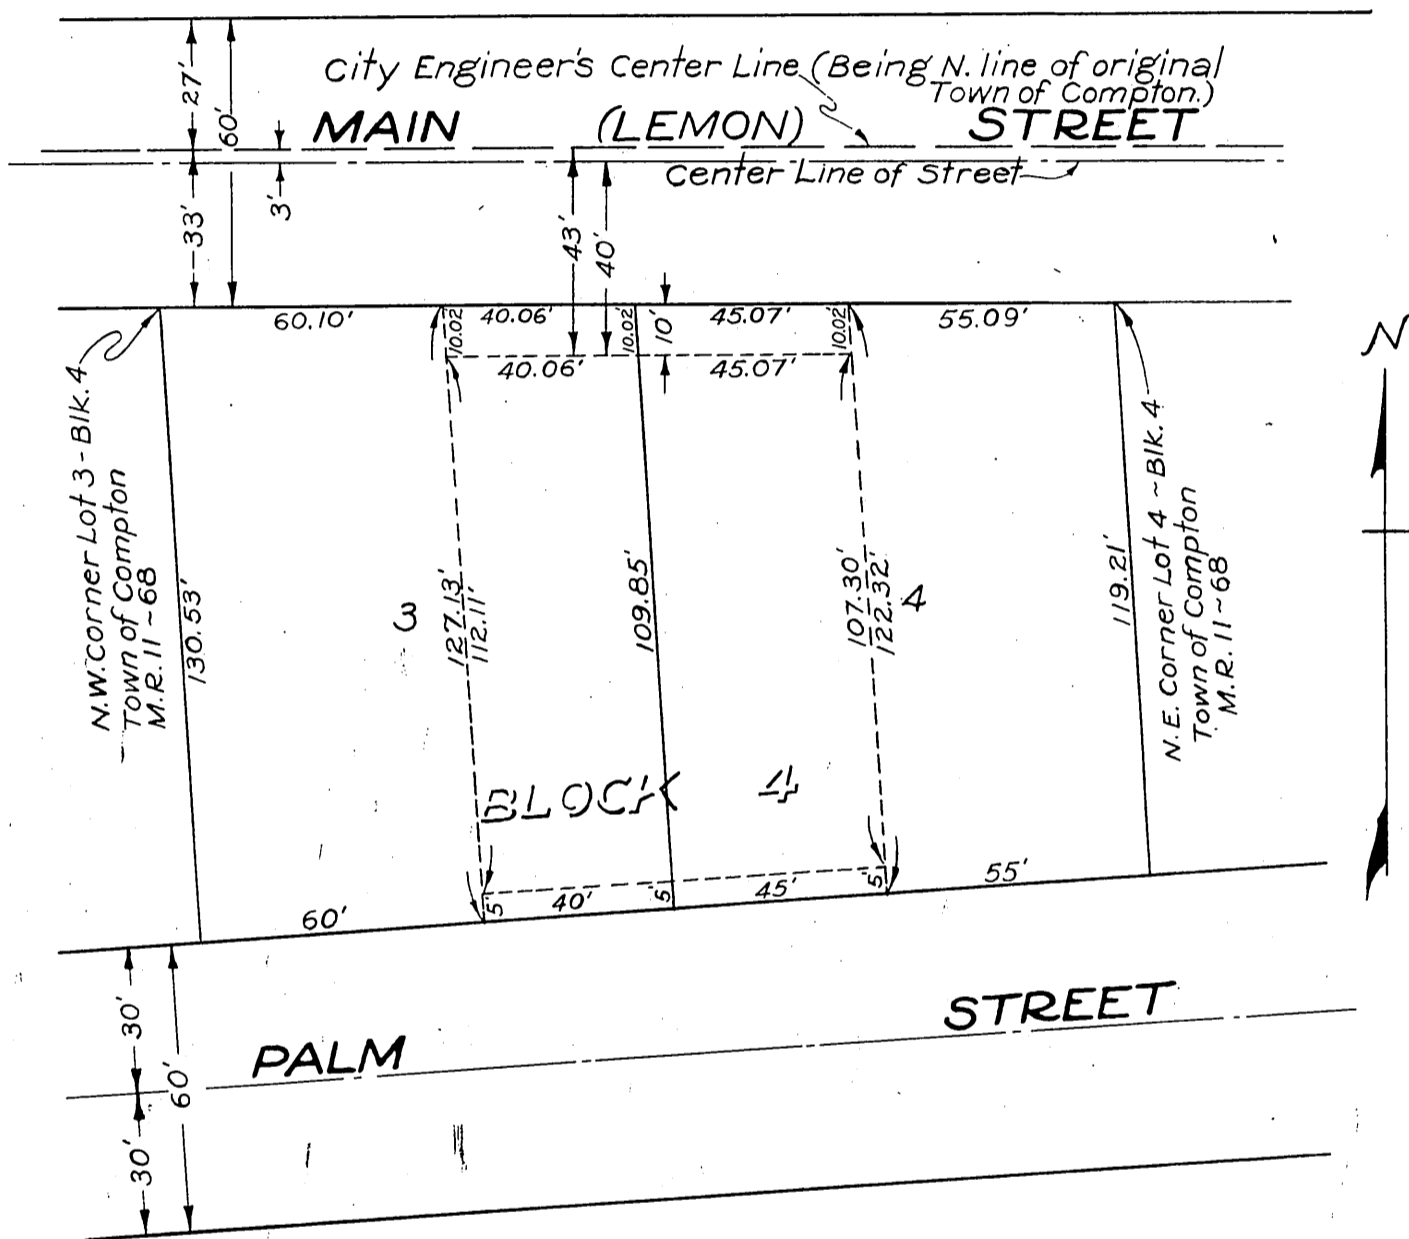 City Engineer's Center Line (Being N. line of original
Town of Compton.)
MAIN (LEMON) STREET
Center Line of Street
27'
60'
33'
3'
43'
40'
60.10'
40.06'
45.07'
55.09'
10.02'
10.02'
10'
10.02'
40.06'
45.07'
N
N.W. Corner Lot 3 - Blk. 4
Town of Compton
M.R. 11~68
130.53'
3
127.13'
112.11'
109.85'
107.30'
122.32'
4
119.21'
N.E. Corner Lot 4 ~ Blk. 4
Town of Compton
M.R. 11~68
BLOCK 4
60'
5'
40'
5'
45'
5'
55'
30'
60'
30'
PALM STREET